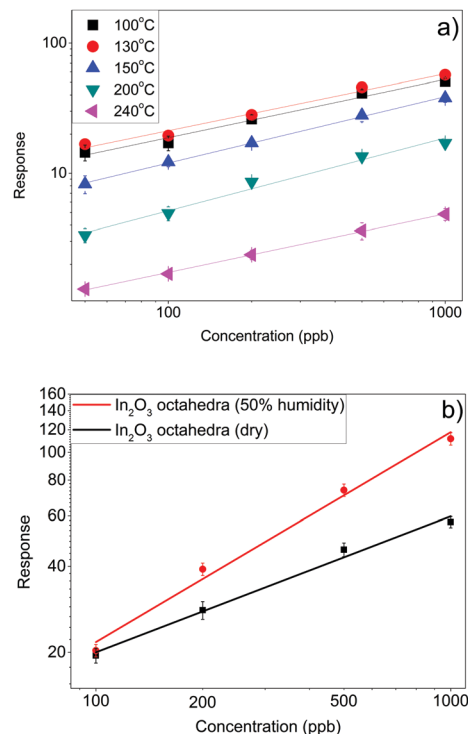 a)
100°C
130°C
150°C
200°C
240°C
100
10
Response
100
1000
Concentration (ppb)
b)
In₂O₃ octahedra (50% humidity)
In₂O₃ octahedra (dry)
160
140
120
100
80
60
40
20
Response
100
200
500
1000
Concentration (ppb)